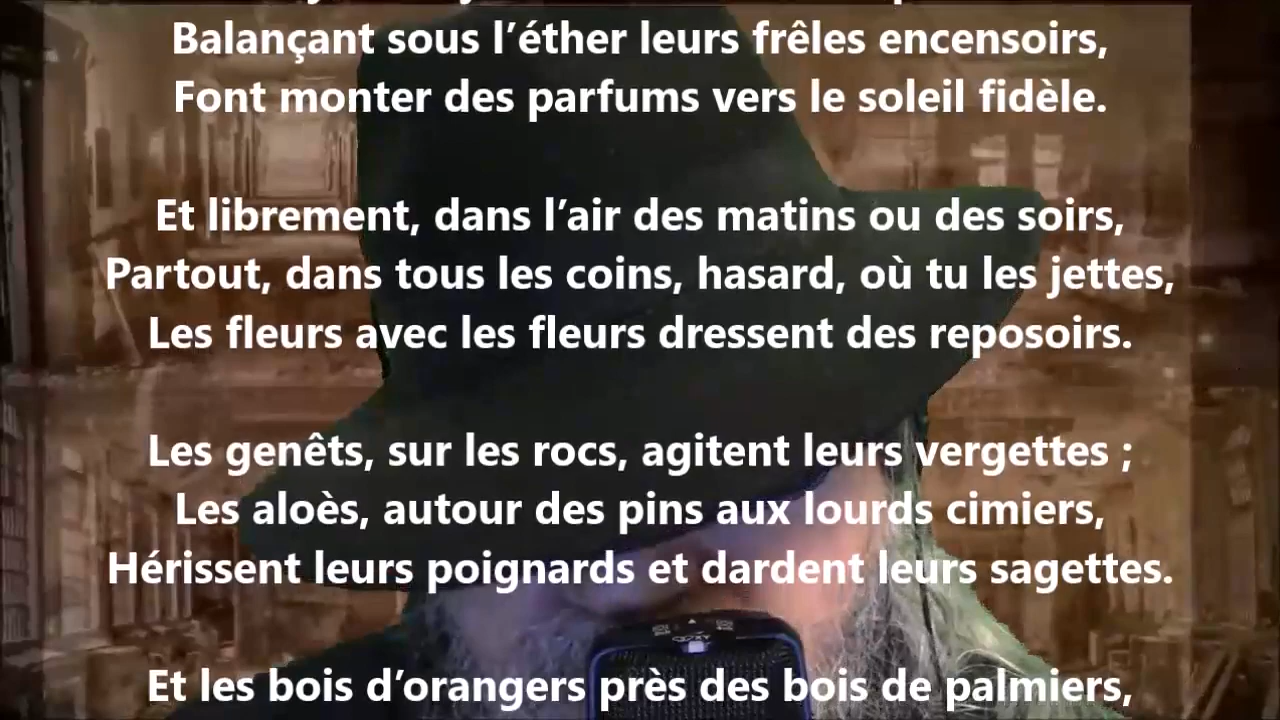 Balançant sous l’éther leurs frêles encensoirs,
Font monter des parfums vers le soleil fidèle.
Et librement, dans l’air des matins ou des soirs,
Partout, dans tous les coins, hasard, où tu les jettes,
Les fleurs avec les fleurs dressent des reposoirs.
Les genêts, sur les rocs, agitent leurs vergettes ;
Les aloès, autour des pins aux lourds cimiers,
Hérissent leurs poignards et dardent leurs sagettes.
Et les bois d’orangers près des bois de palmiers,